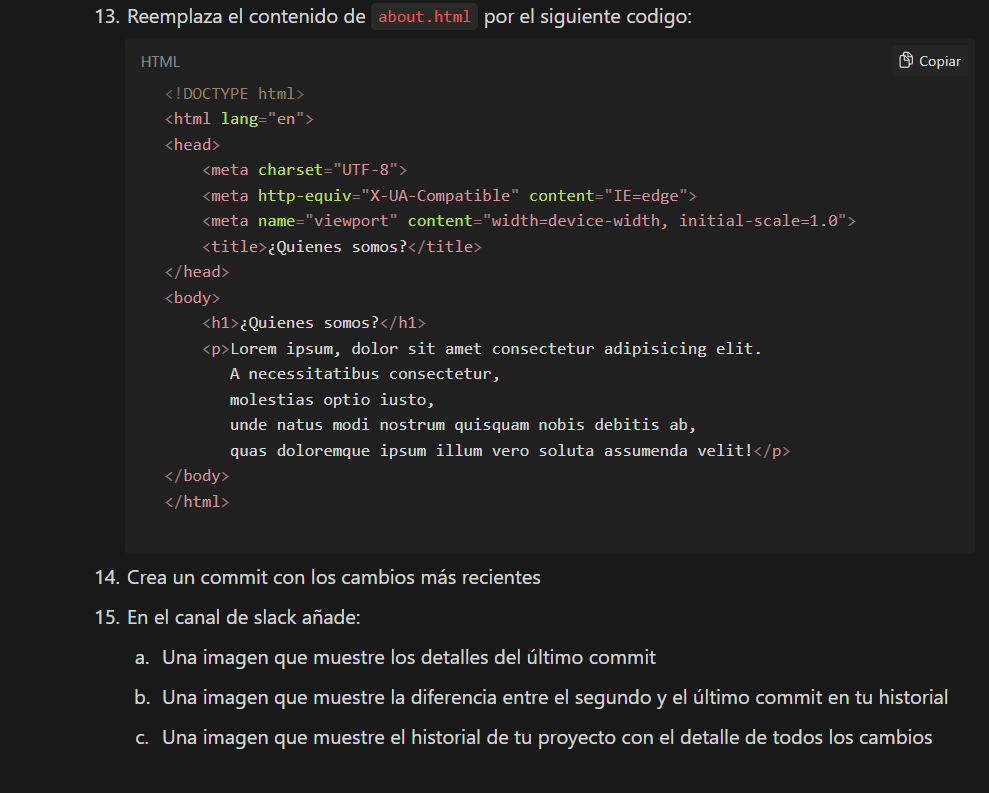 13. Reemplaza el contenido de about.html por el siguiente codigo:
HTML
Copiar
<!DOCTYPE html>
<html lang="en">
<head>
    <meta charset="UTF-8">
    <meta http-equiv="X-UA-Compatible" content="IE=edge">
    <meta name="viewport" content="width=device-width, initial-scale=1.0">
    <title>¿Quienes somos?</title>
</head>
<body>
    <h1>¿Quienes somos?</h1>
    <p>Lorem ipsum, dolor sit amet consectetur adipisicing elit.
       A necessitatibus consectetur,
       molestias optio iusto,
       unde natus modi nostrum quisquam nobis debitis ab,
       quas doloremque ipsum illum vero soluta assumenda velit!</p>
</body>
</html>
14. Crea un commit con los cambios más recientes
15. En el canal de slack añade:
a. Una imagen que muestre los detalles del último commit
b. Una imagen que muestre la diferencia entre el segundo y el último commit en tu historial
c. Una imagen que muestre el historial de tu proyecto con el detalle de todos los cambios